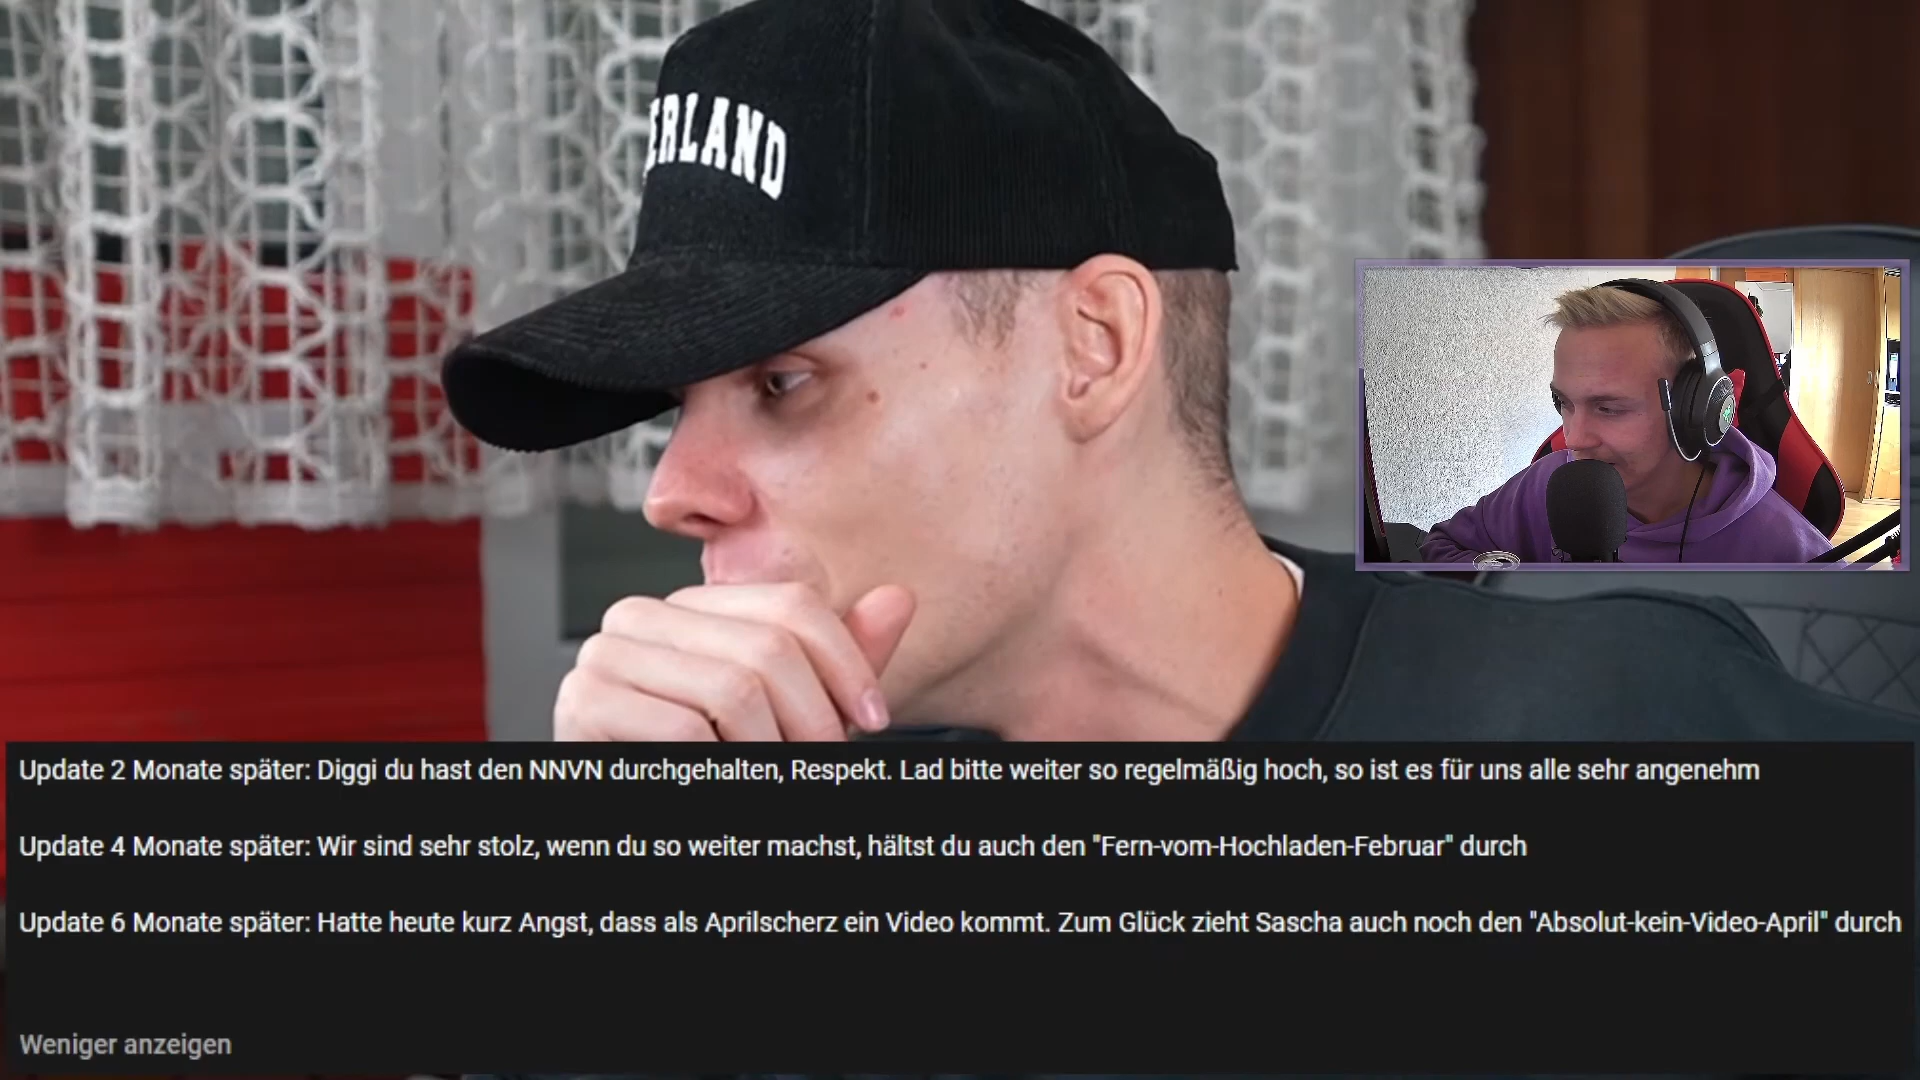 ERLAND
Update 2 Monate später: Diggi du hast den NNVN durchgehalten, Respekt. Lad bitte weiter so regelmäßig hoch, so ist es für uns alle sehr angenehm
Update 4 Monate später: Wir sind sehr stolz, wenn du so weiter machst, hältst du auch den "Fern-vom-Hochladen-Februar" durch
Update 6 Monate später: Hatte heute kurz Angst, dass als Aprilscherz ein Video kommt. Zum Glück zieht Sascha auch noch den "Absolut-kein-Video-April" durch
Weniger anzeigen